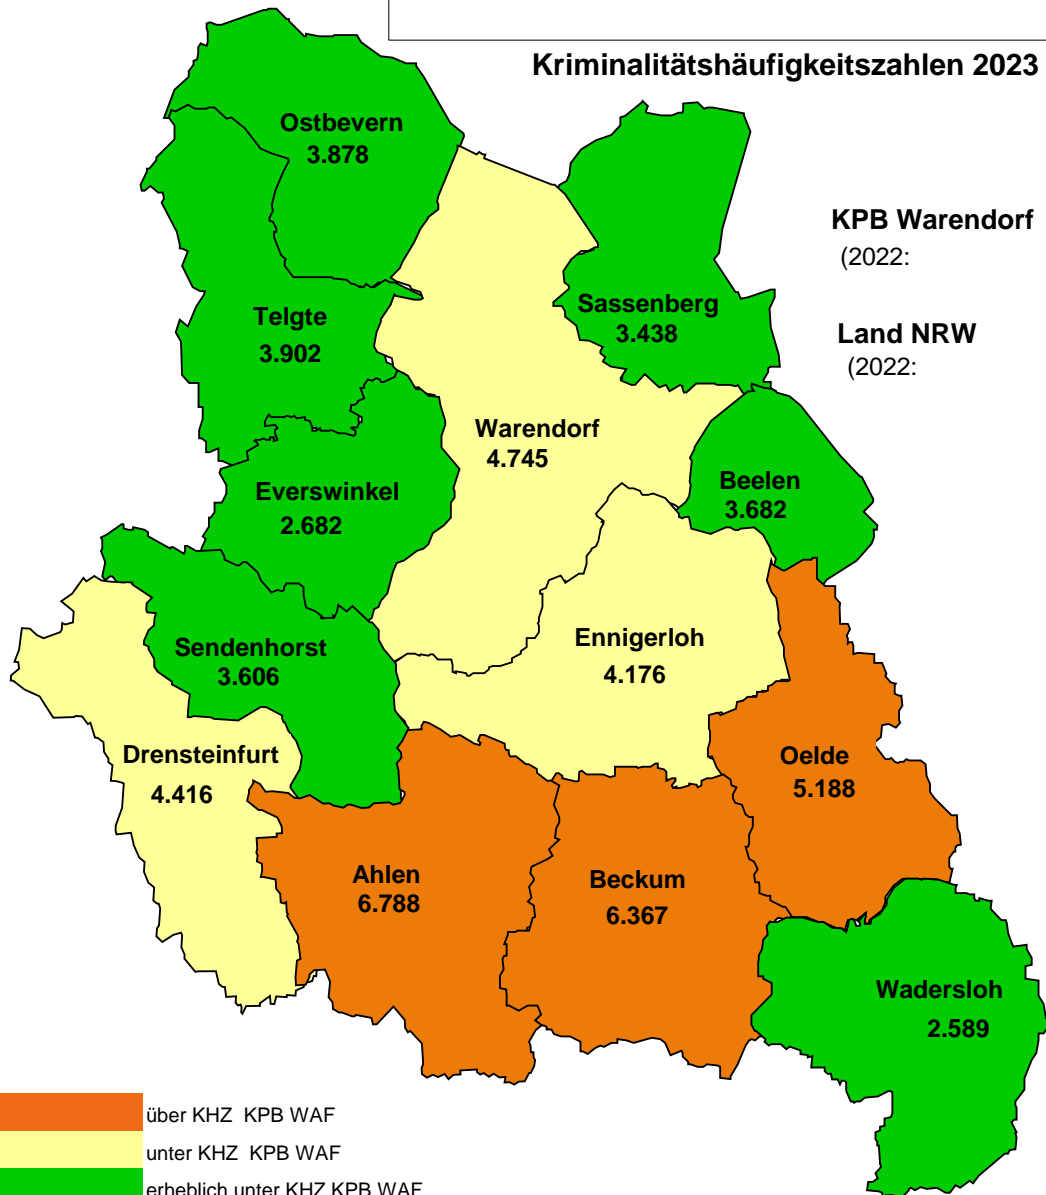 Kriminalitätshäufigkeitszahlen 2023
Ostbevern
3.878
KPB Warendorf
(2022:
Sassenberg
3.438
Telgte
3.902
Land NRW
(2022:
Warendorf
4.745
Everswinkel
2.682
Beelen
3.682
Sendenhorst
3.606
Ennigerloh
4.176
Drensteinfurt
4.416
Oelde
5.188
Ahlen
6.788
Beckum
6.367
Wadersloh
2.589
über KHZ KPB WAF
unter KHZ KPB WAF
erheblich unter KHZ KPB WAF